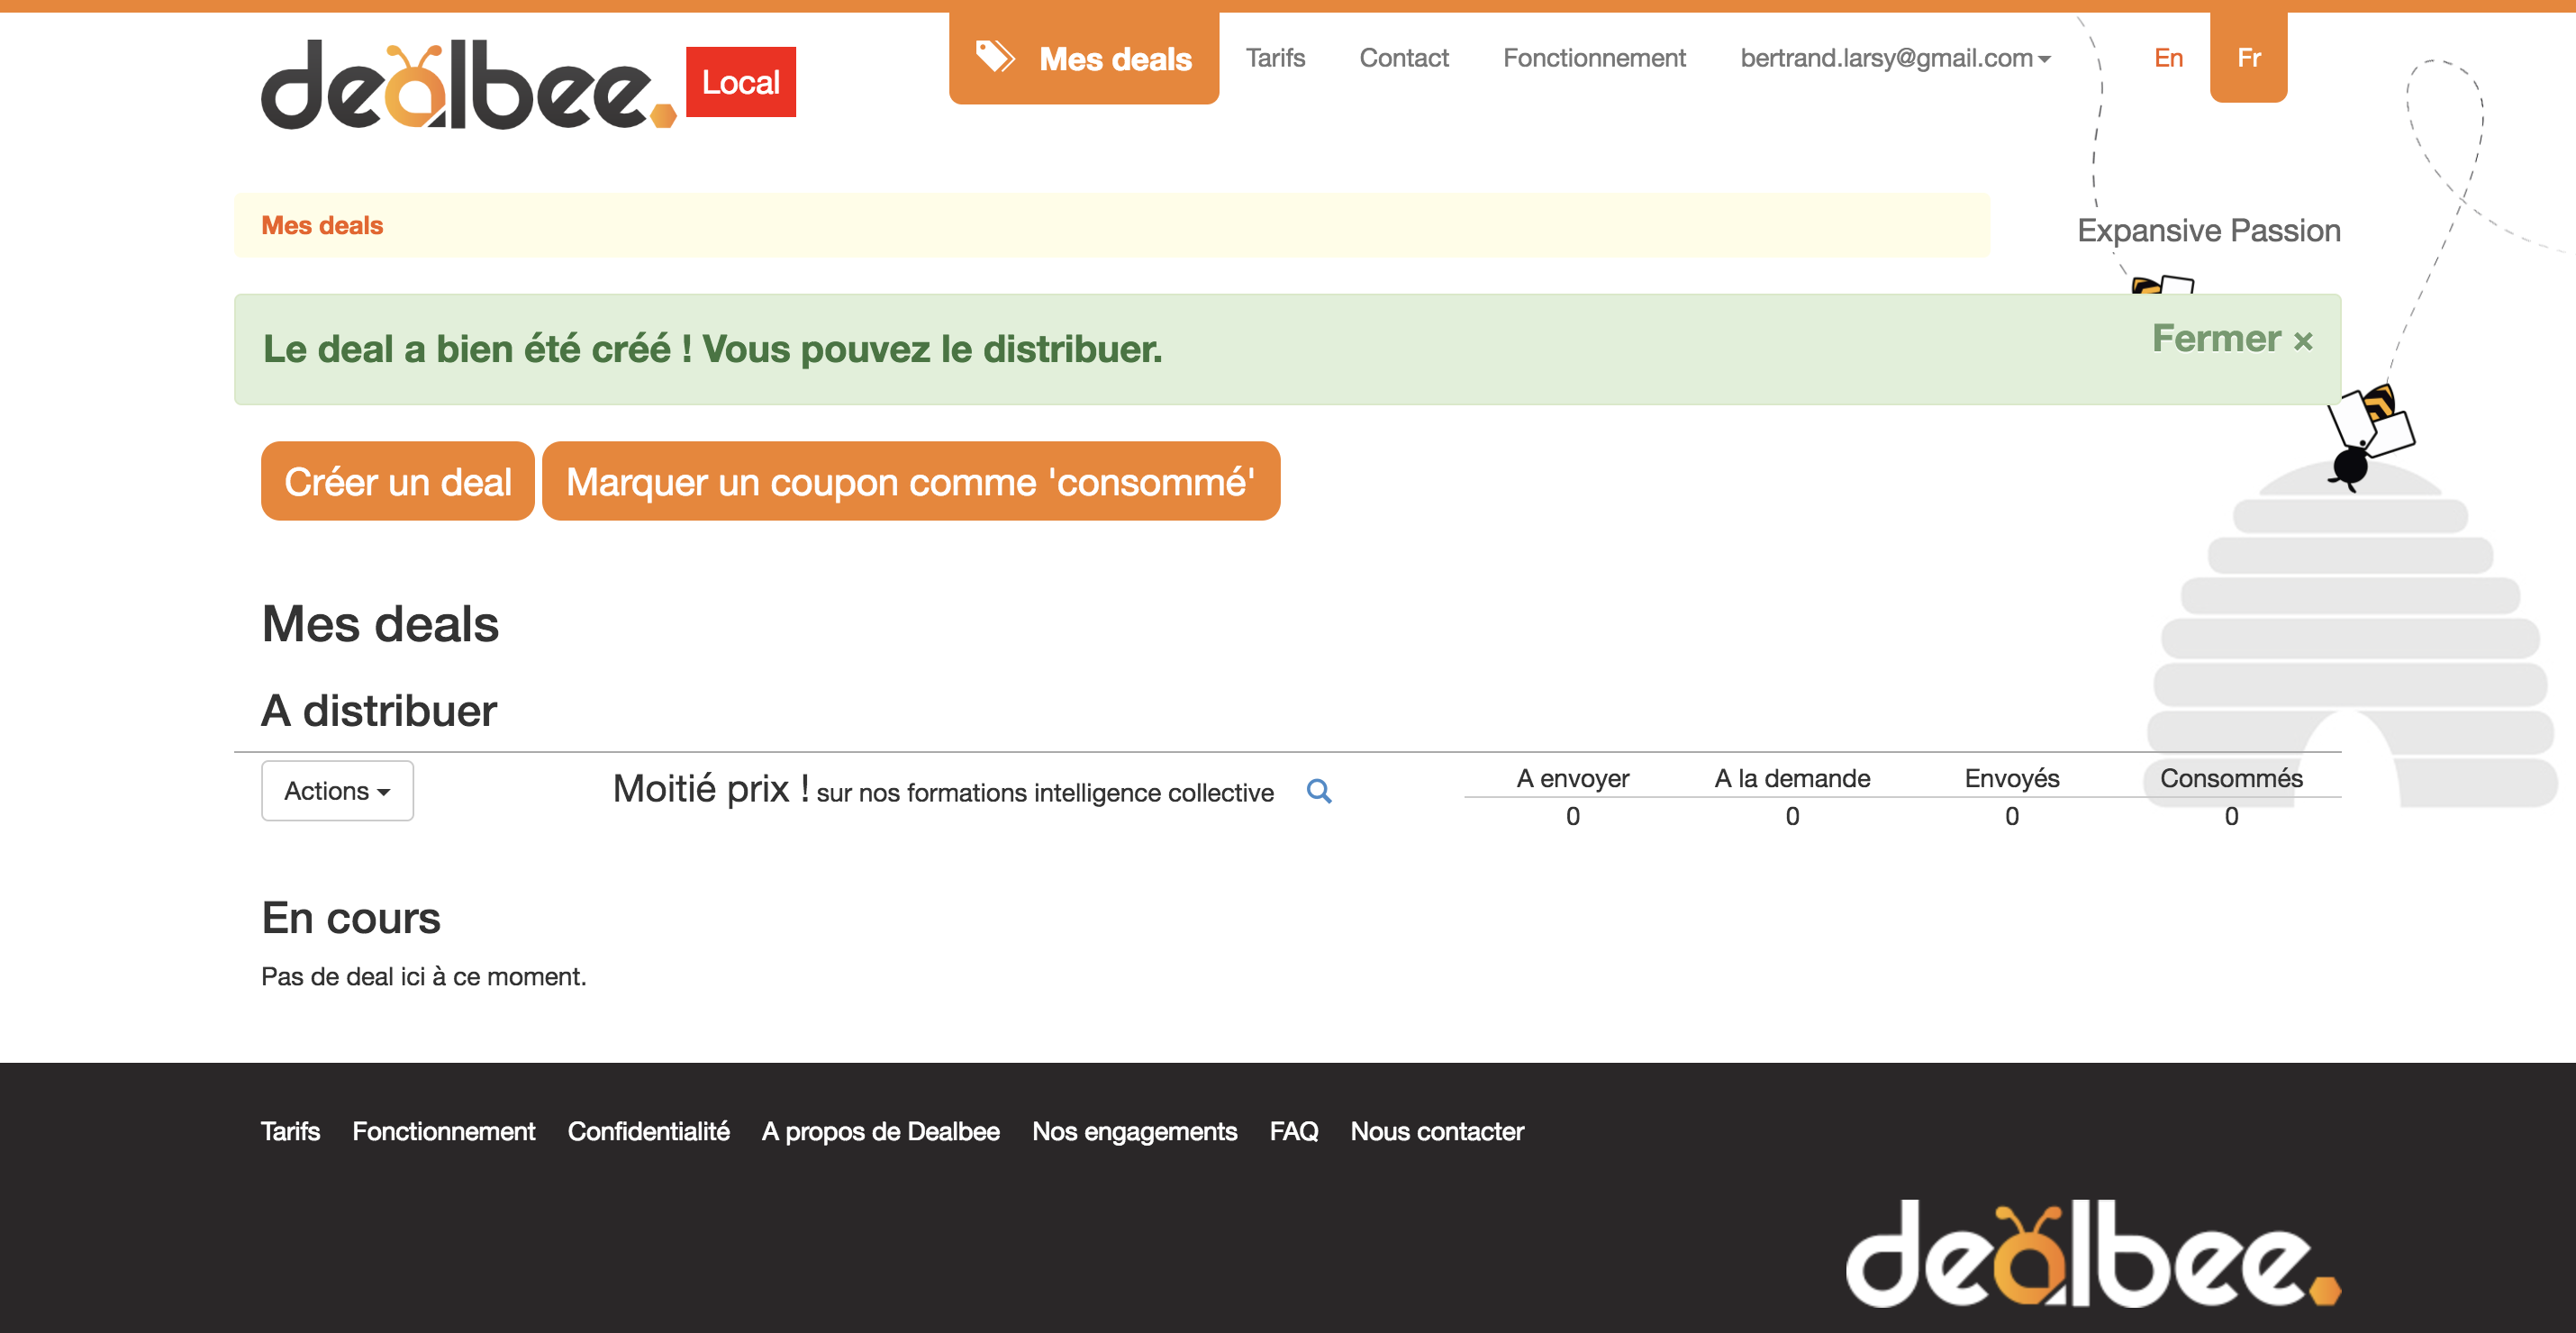 dealbee. Local
Mes deals Tarifs Contact Fonctionnement bertrand.larsy@gmail.com En Fr
Mes deals
Expansive Passion
Le deal a bien été créé ! Vous pouvez le distribuer.
Fermer ×
Créer un deal Marquer un coupon comme 'consommé'
Mes deals
A distribuer
Actions Moitié prix ! sur nos formations intelligence collective
A envoyer A la demande Envoyés Consommés
0 0 0 0
En cours
Pas de deal ici à ce moment.
Tarifs Fonctionnement Confidentialité A propos de Dealbee Nos engagements FAQ Nous contacter
dealbee.